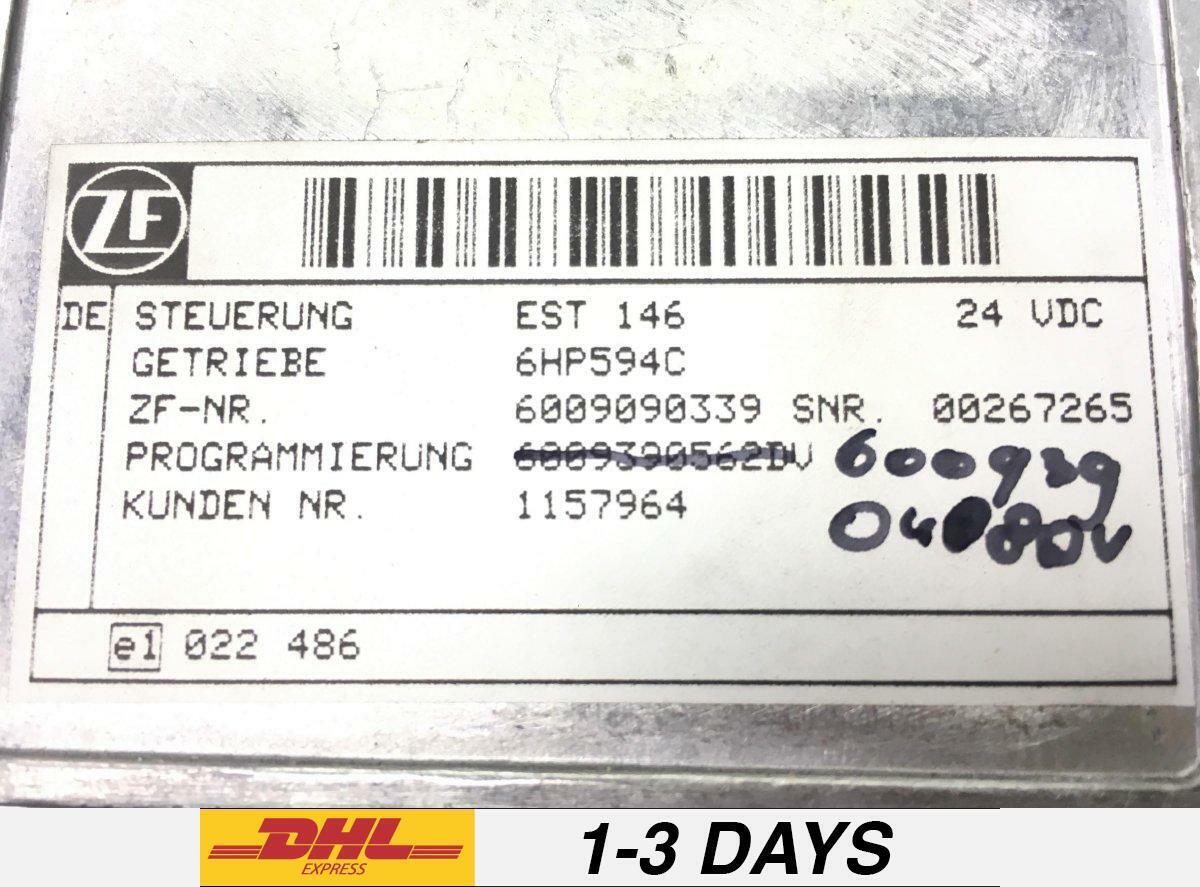 ZF
DE STEUERUNG EST 146 24 VDC
GETRIEBE 6HP594C
ZF-NR. 6009090339 SNR. 00267265
PROGRAMMIERUNG 6009390562DV 600939
KUNDEN NR. 1157964
e1 022 486
DHL EXPRESS 1-3 DAYS